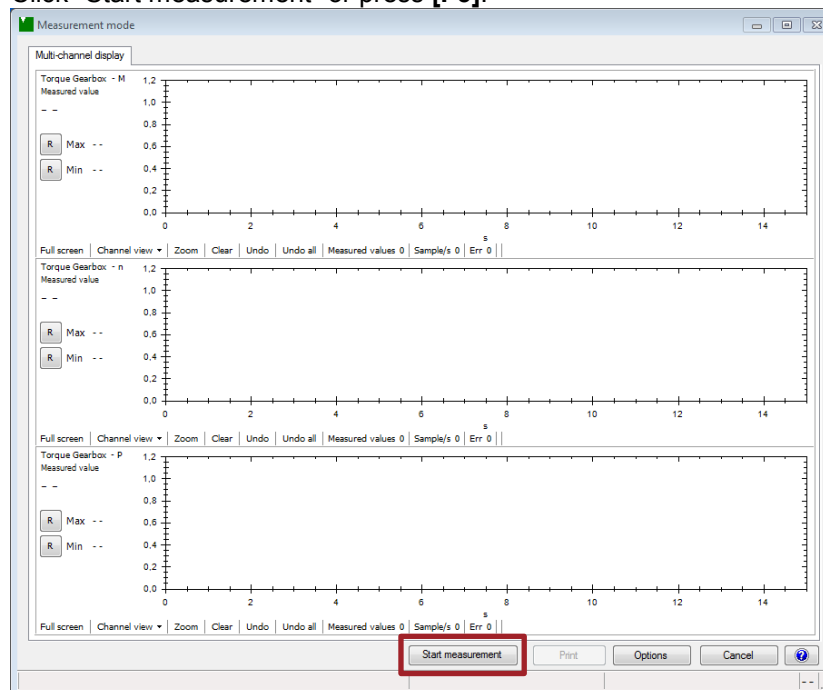 Measurement mode
Multi-channel display
Torque Gearbox - M
Measured value
- -
R Max - -
R Min - -
1,2
1,0
0,8
0,6
0,4
0,2
0,0
0 2 4 6 8 10 12 14
s
Full screen Channel view Zoom Clear Undo Undo all Measured values 0 Sample/s 0 Err 0
Torque Gearbox - n
Measured value
- -
R Max - -
R Min - -
1,2
1,0
0,8
0,6
0,4
0,2
0,0
0 2 4 6 8 10 12 14
s
Full screen Channel view Zoom Clear Undo Undo all Measured values 0 Sample/s 0 Err 0
Torque Gearbox - P
Measured value
- -
R Max - -
R Min - -
1,2
1,0
0,8
0,6
0,4
0,2
0,0
0 2 4 6 8 10 12 14
s
Full screen Channel view Zoom Clear Undo Undo all Measured values 0 Sample/s 0 Err 0
Start measurement Print Options Cancel ?
- -